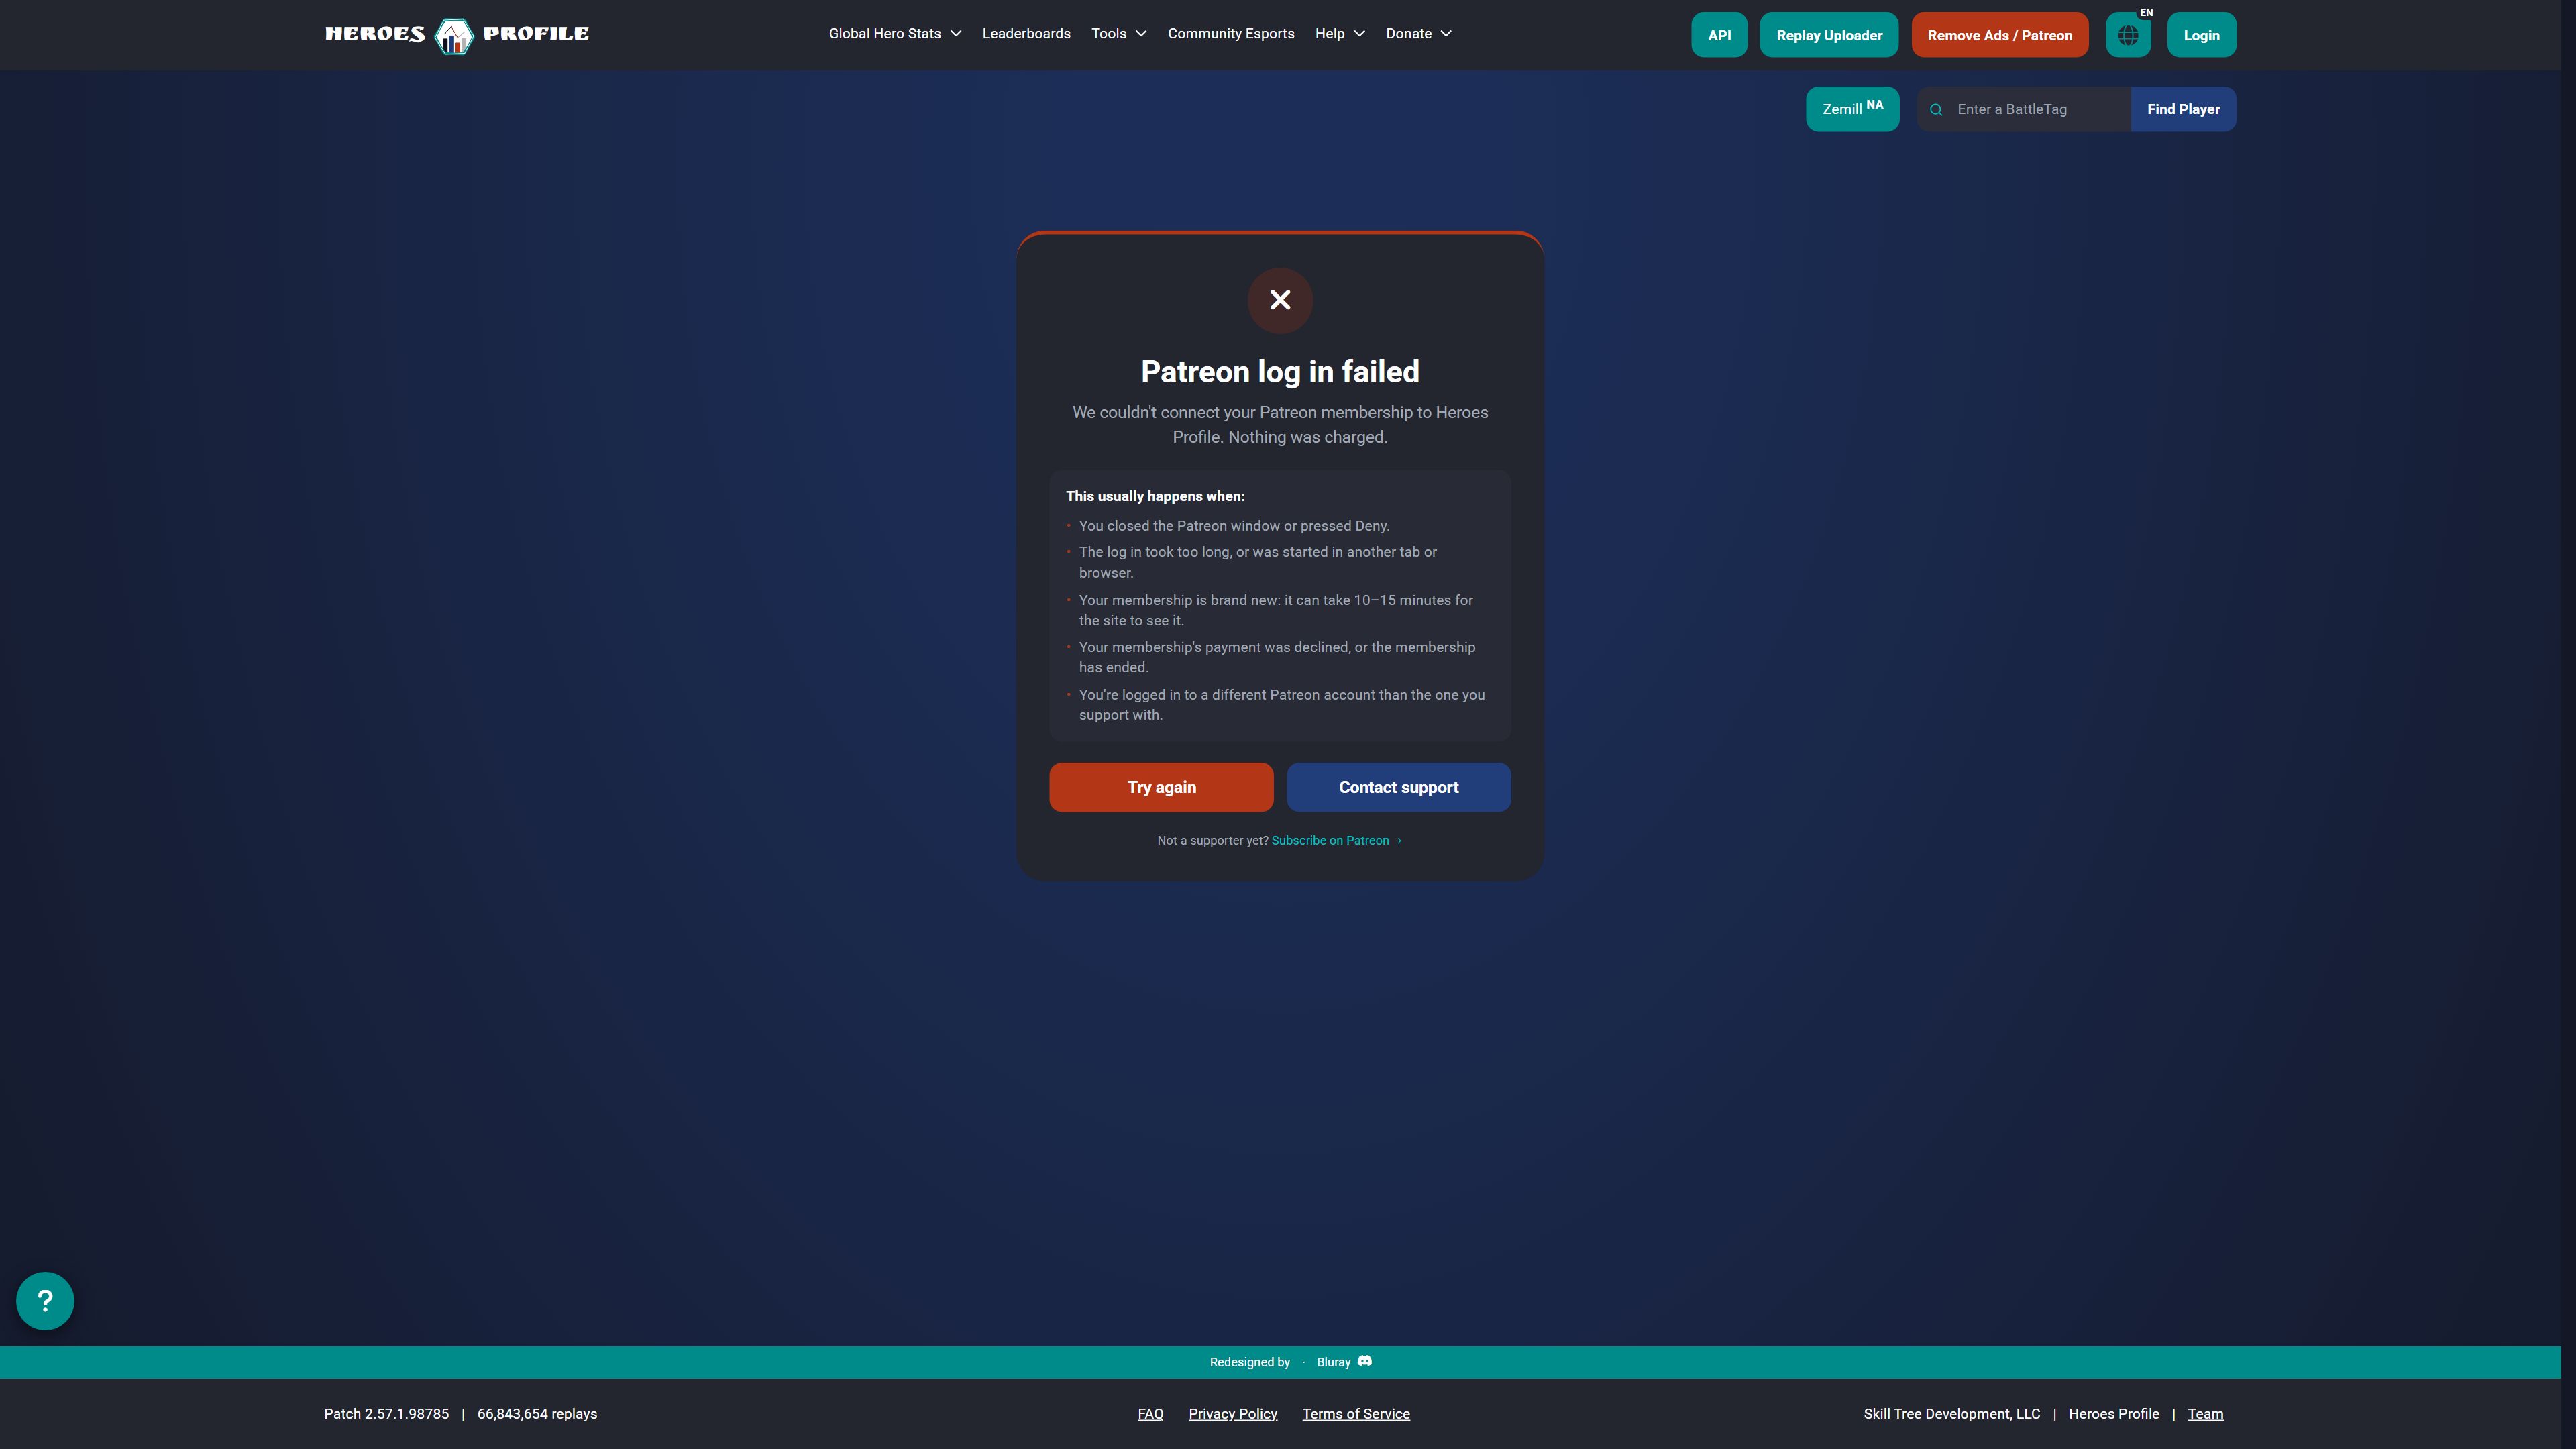 HEROES PROFILE
Global Hero Stats Leaderboards Tools Community Esports Help Donate
API Replay Uploader Remove Ads / Patreon EN Login
Zemill NA Enter a BattleTag Find Player
Patreon log in failed
We couldn't connect your Patreon membership to Heroes
Profile. Nothing was charged.
This usually happens when:
• You closed the Patreon window or pressed Deny.
• The log in took too long, or was started in another tab or
browser.
• Your membership is brand new: it can take 10–15 minutes for
the site to see it.
• Your membership's payment was declined, or the membership
has ended.
• You're logged in to a different Patreon account than the one you
support with.
Try again Contact support
Not a supporter yet? Subscribe on Patreon ›
?
Redesigned by · Bluray
Patch 2.57.1.98785 | 66,843,654 replays FAQ Privacy Policy Terms of Service Skill Tree Development, LLC | Heroes Profile | Team